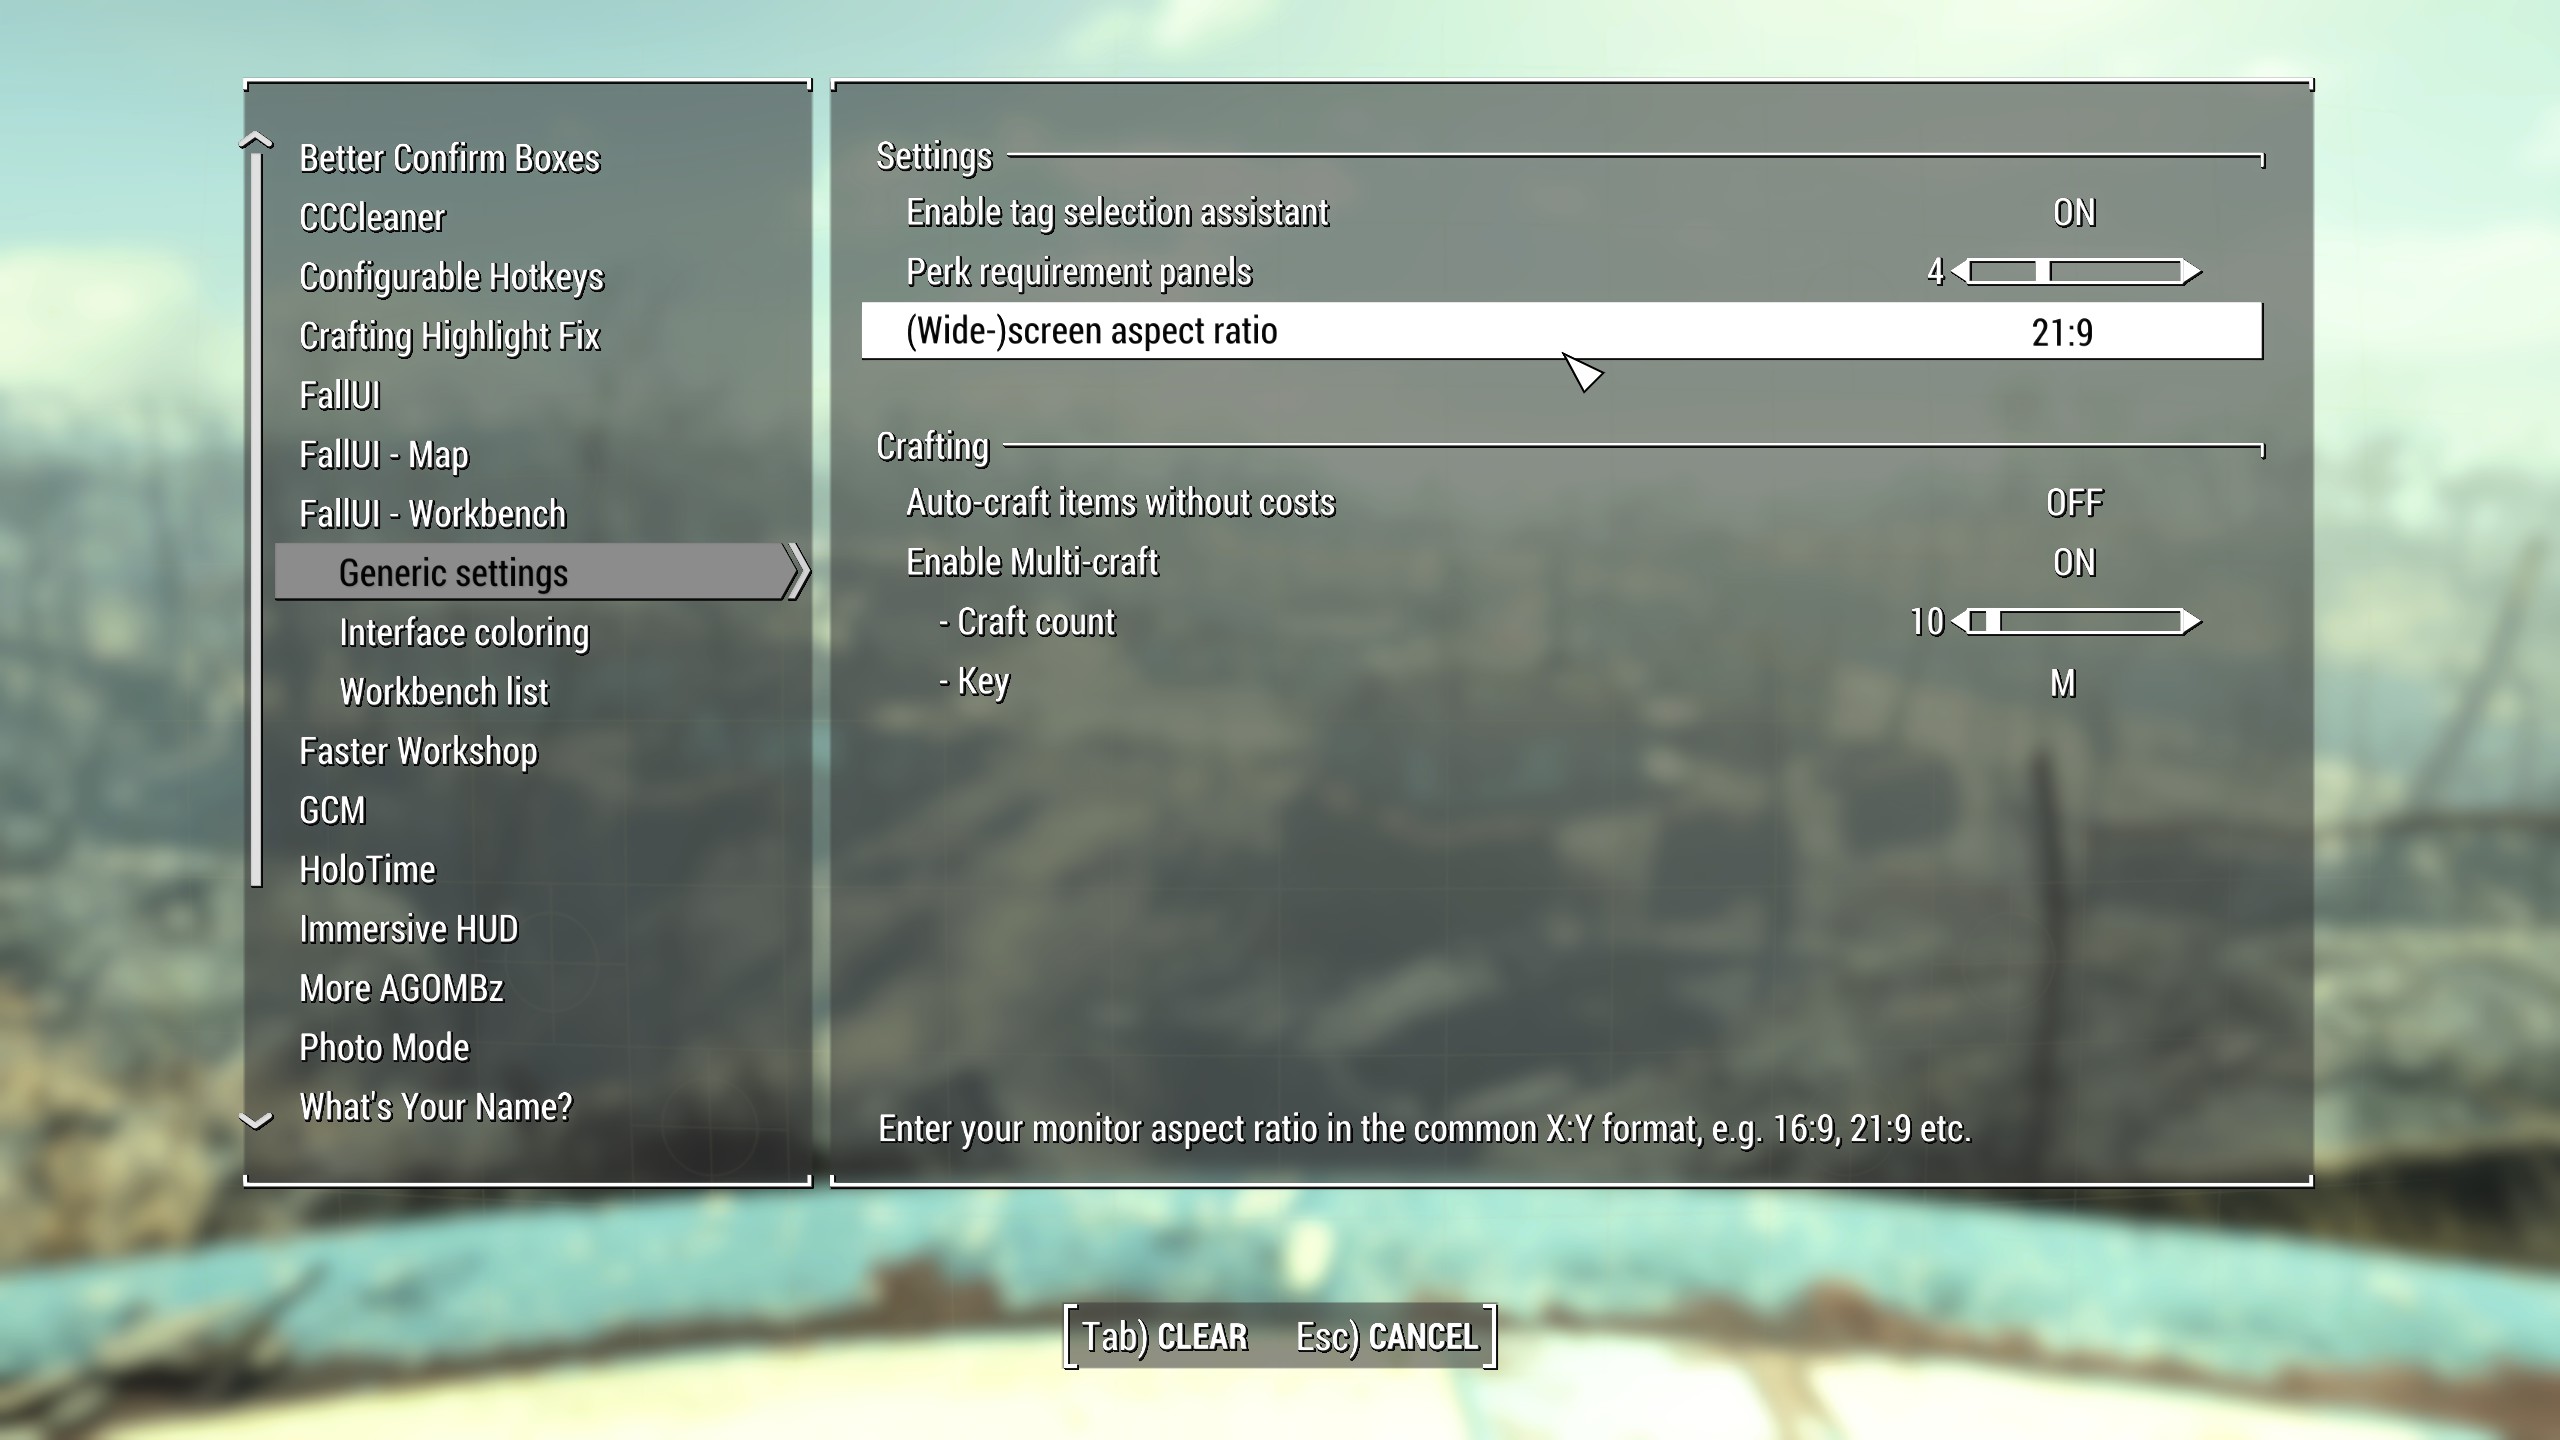 Better Confirm Boxes
CCCleaner
Configurable Hotkeys
Crafting Highlight Fix
FallUI
FallUI - Map
FallUI - Workbench
Generic settings
Interface coloring
Workbench list
Faster Workshop
GCM
HoloTime
Immersive HUD
More AGOMBz
Photo Mode
What's Your Name?
Settings
Enable tag selection assistant ON
Perk requirement panels 4
(Wide-)screen aspect ratio 21:9
Crafting
Auto-craft items without costs OFF
Enable Multi-craft ON
- Craft count 10
- Key M
Enter your monitor aspect ratio in the common X:Y format, e.g. 16:9, 21:9 etc.
Tab) CLEAR Esc) CANCEL